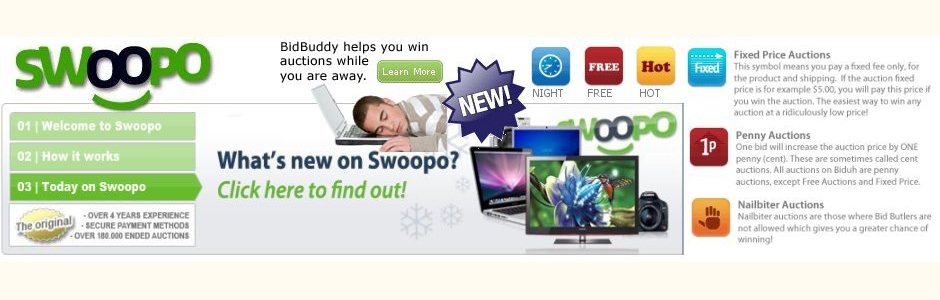 SWOOPO
BidBuddy helps you win
auctions while
you are away.
Learn More
01 | Welcome to Swoopo
02 | How it works
03 | Today on Swoopo
The original
- OVER 4 YEARS EXPERIENCE
- SECURE PAYMENT METHODS
- OVER 180.000 ENDED AUCTIONS
What's new on Swoopo?
Click here to find out!
NEW!
SWOOPO
NIGHT
FREE
FREE
Hot
HOT
Fixed
Fixed Price Auctions
This symbol means you pay a fixed fee only, for
the product and shipping. If the auction fixed
price is for example $5.00, you will pay this price if
you win the auction. The easiest way to win any
auction at a ridiculously low price!
1P
Penny Auctions
One bid will increase the auction price by ONE
penny (cent). These are sometimes called cent
auctions. All auctions on Biduh are penny
auctions, except Free Auctions and Fixed Price.
Nailbiter Auctions
Nailbiter auctions are those where Bid Butlers are
not allowed which gives you a greater chance of
winning!